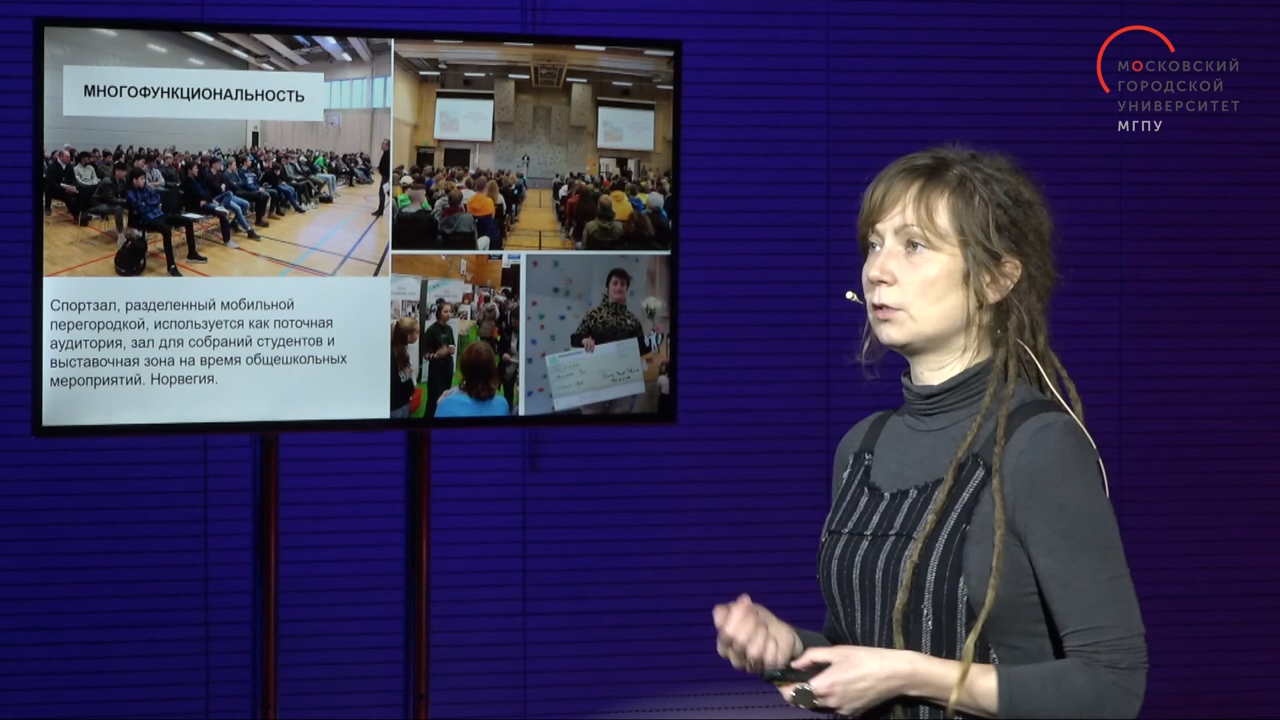 МНОГОФУНКЦИОНАЛЬНОСТЬ
Спортзал, разделенный мобильной
перегородкой, используется как поточная
аудитория, зал для собраний студентов и
выставочная зона на время общешкольных
мероприятий. Норвегия.
МОСКОВСКИЙ
ГОРОДСКОЙ
УНИВЕРСИТЕТ
МГПУ